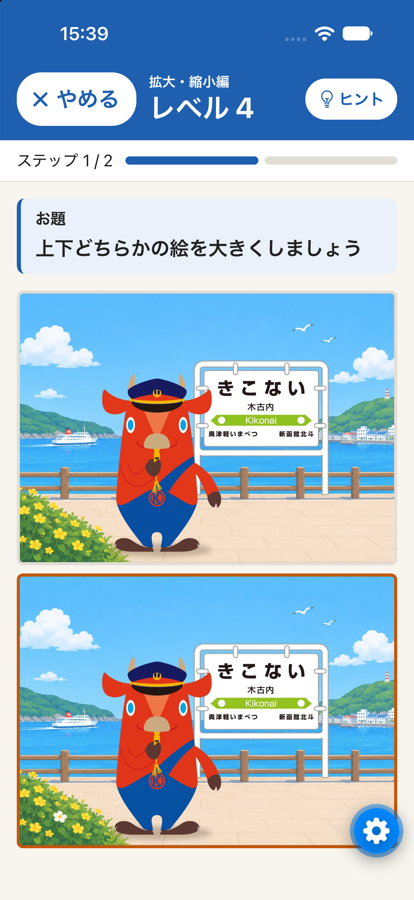 15:39
やめる
拡大・縮小編
レベル 4
ヒント
ステップ 1 / 2
お題
上下どちらかの絵を大きくしましょう
きこない
木古内
Kikonai
奥津軽いまべつ 新函館北斗
きこない
木古内
Kikonai
奥津軽いまべつ 新函館北斗